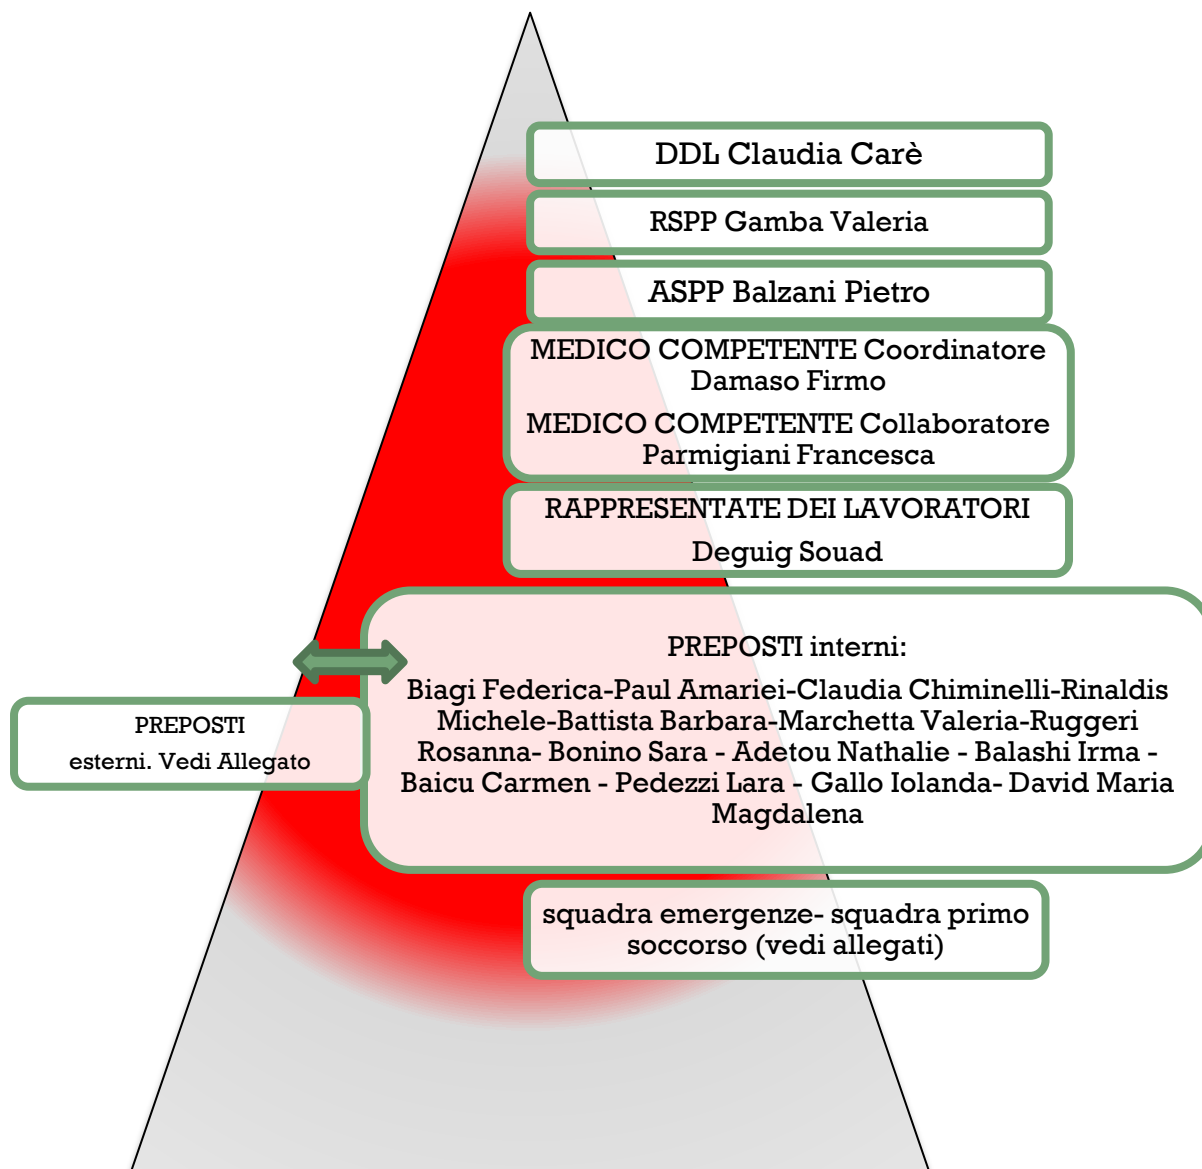 DDL Claudia Carè
RSPP Gamba Valeria
ASPP Balzani Pietro
MEDICO COMPETENTE Coordinatore
Damaso Firmo
MEDICO COMPETENTE Collaboratore
Parmigiani Francesca
RAPPRESENTATE DEI LAVORATORI
Deguig Souad
PREPOSTI interni:
Biagi Federica-Paul Amariei-Claudia Chiminelli-Rinaldis
Michele-Battista Barbara-Marchetta Valeria-Ruggeri
Rosanna- Bonino Sara - Adetou Nathalie - Balashi Irma -
Baicu Carmen - Pedezzi Lara - Gallo Iolanda- David Maria
Magdalena
PREPOSTI
esterni. Vedi Allegato
squadra emergenze- squadra primo
soccorso (vedi allegati)